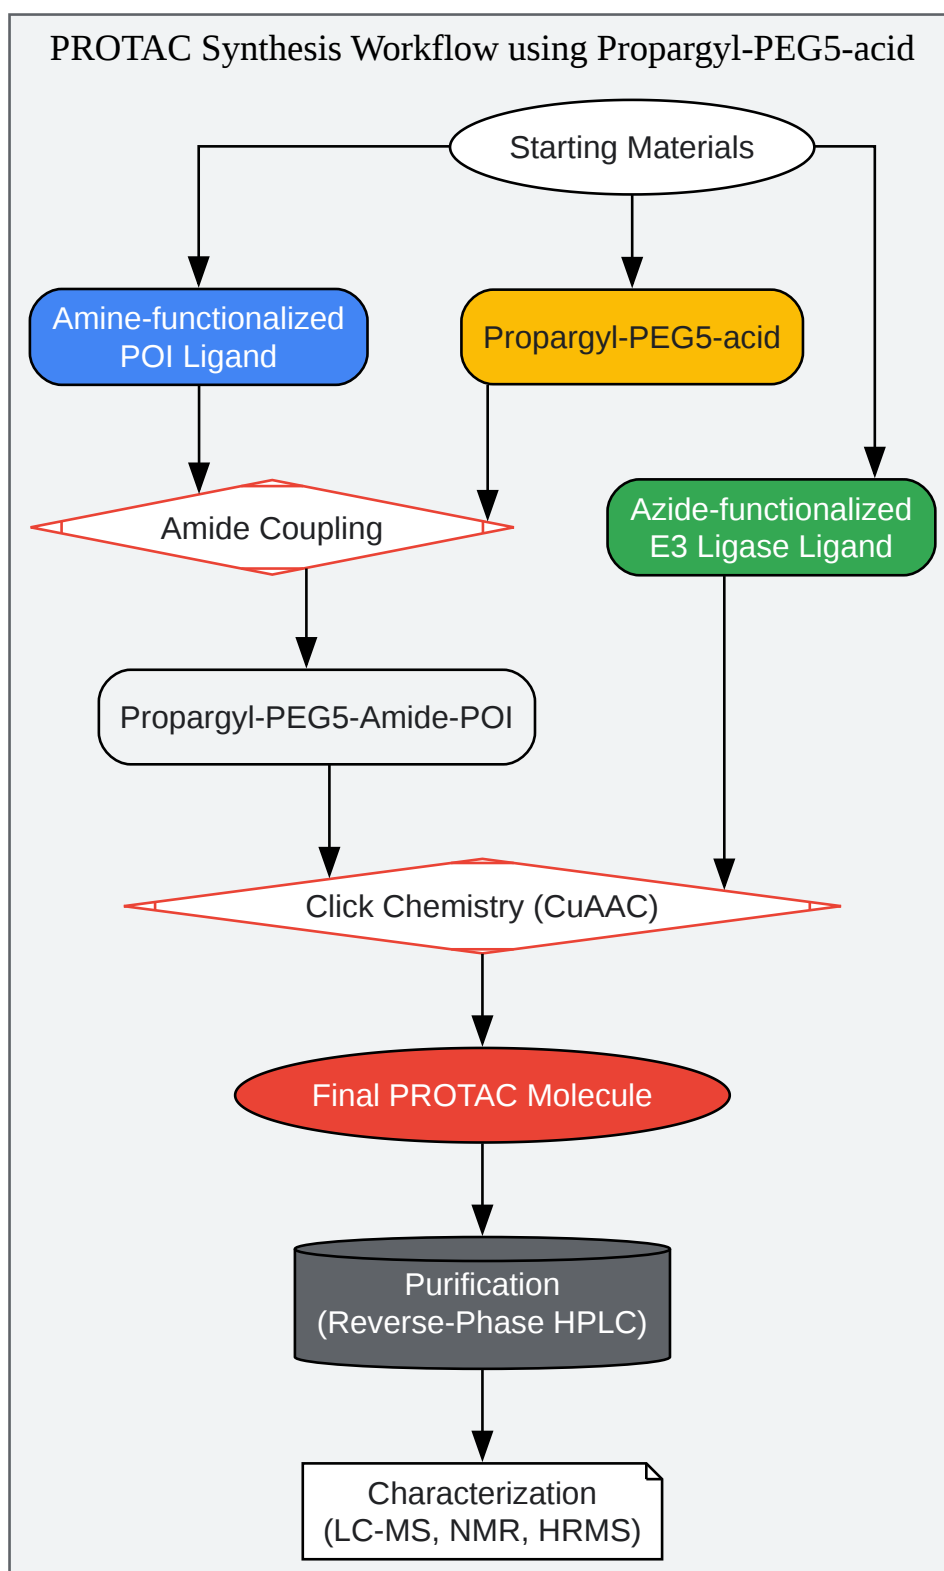 PROTAC Synthesis Workflow using Propargyl-PEG5-acid
Starting Materials
Amine-functionalized
POI Ligand
Propargyl-PEG5-acid
Azide-functionalized
E3 Ligase Ligand
Amide Coupling
Propargyl-PEG5-Amide-POI
Click Chemistry (CuAAC)
Final PROTAC Molecule
Purification
(Reverse-Phase HPLC)
Characterization
(LC-MS, NMR, HRMS)